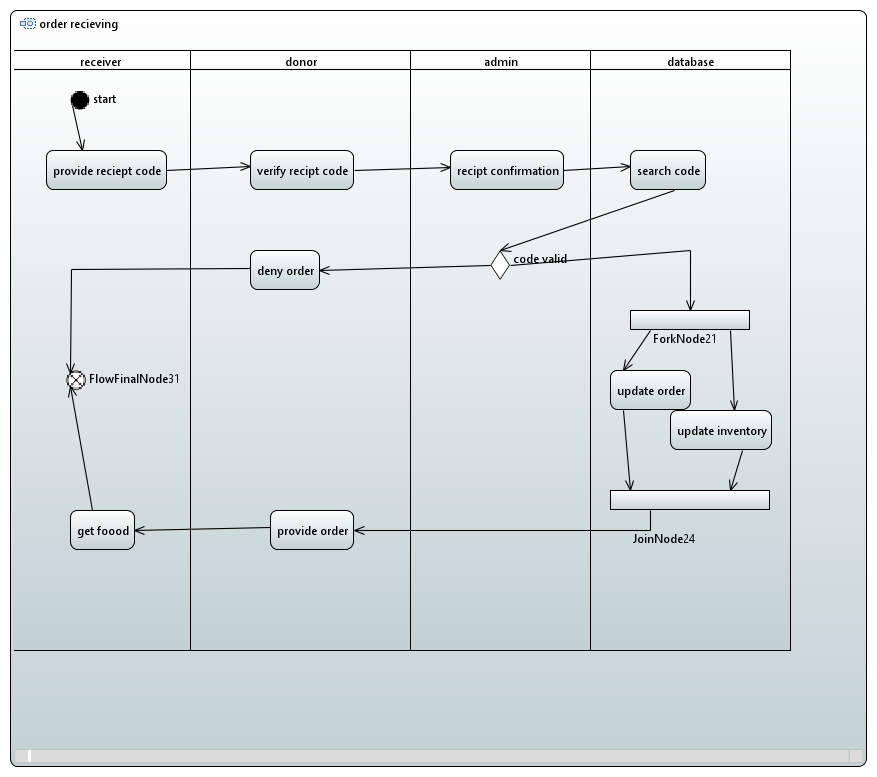 order recieving
receiver
donor
admin
database
start
provide reciept code
verify recipt code
recipt confirmation
search code
deny order
code valid
ForkNode21
FlowFinalNode31
update order
update inventory
get foood
provide order
JoinNode24